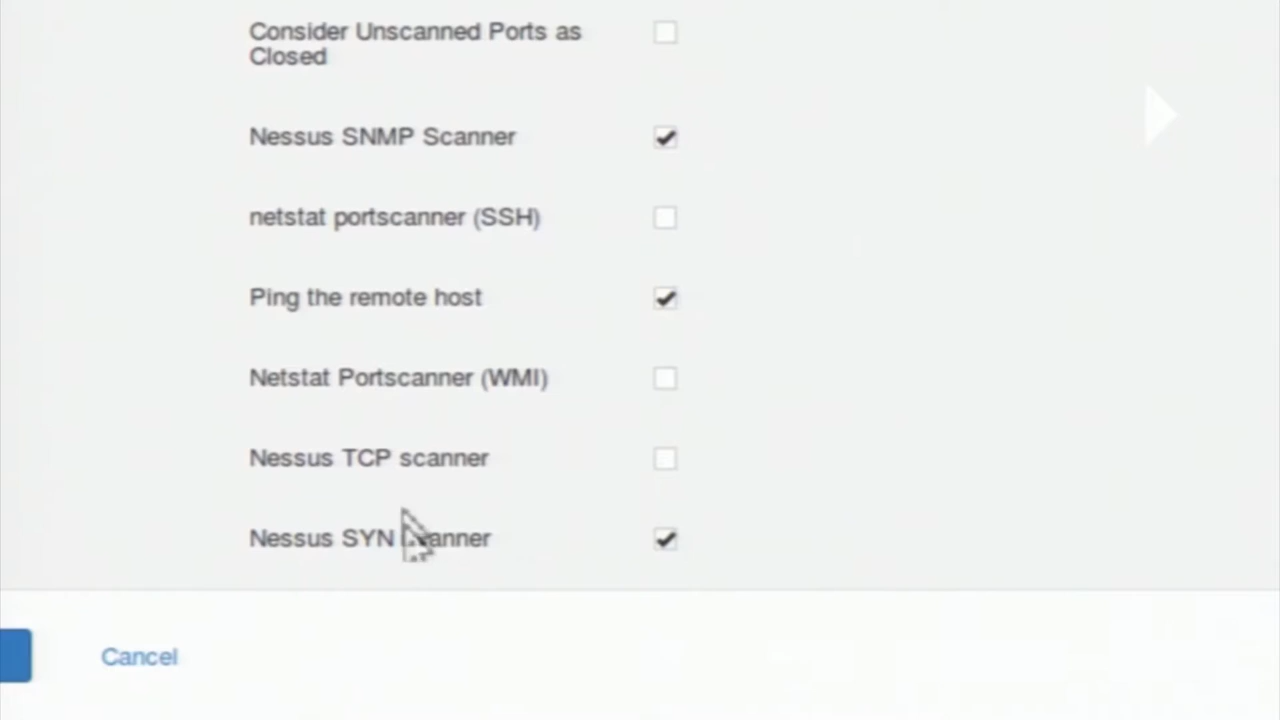 Consider Unscanned Ports as
Closed
Nessus SNMP Scanner
netstat portscanner (SSH)
Ping the remote host
Netstat Portscanner (WMI)
Nessus TCP scanner
Nessus SYN scanner
Cancel